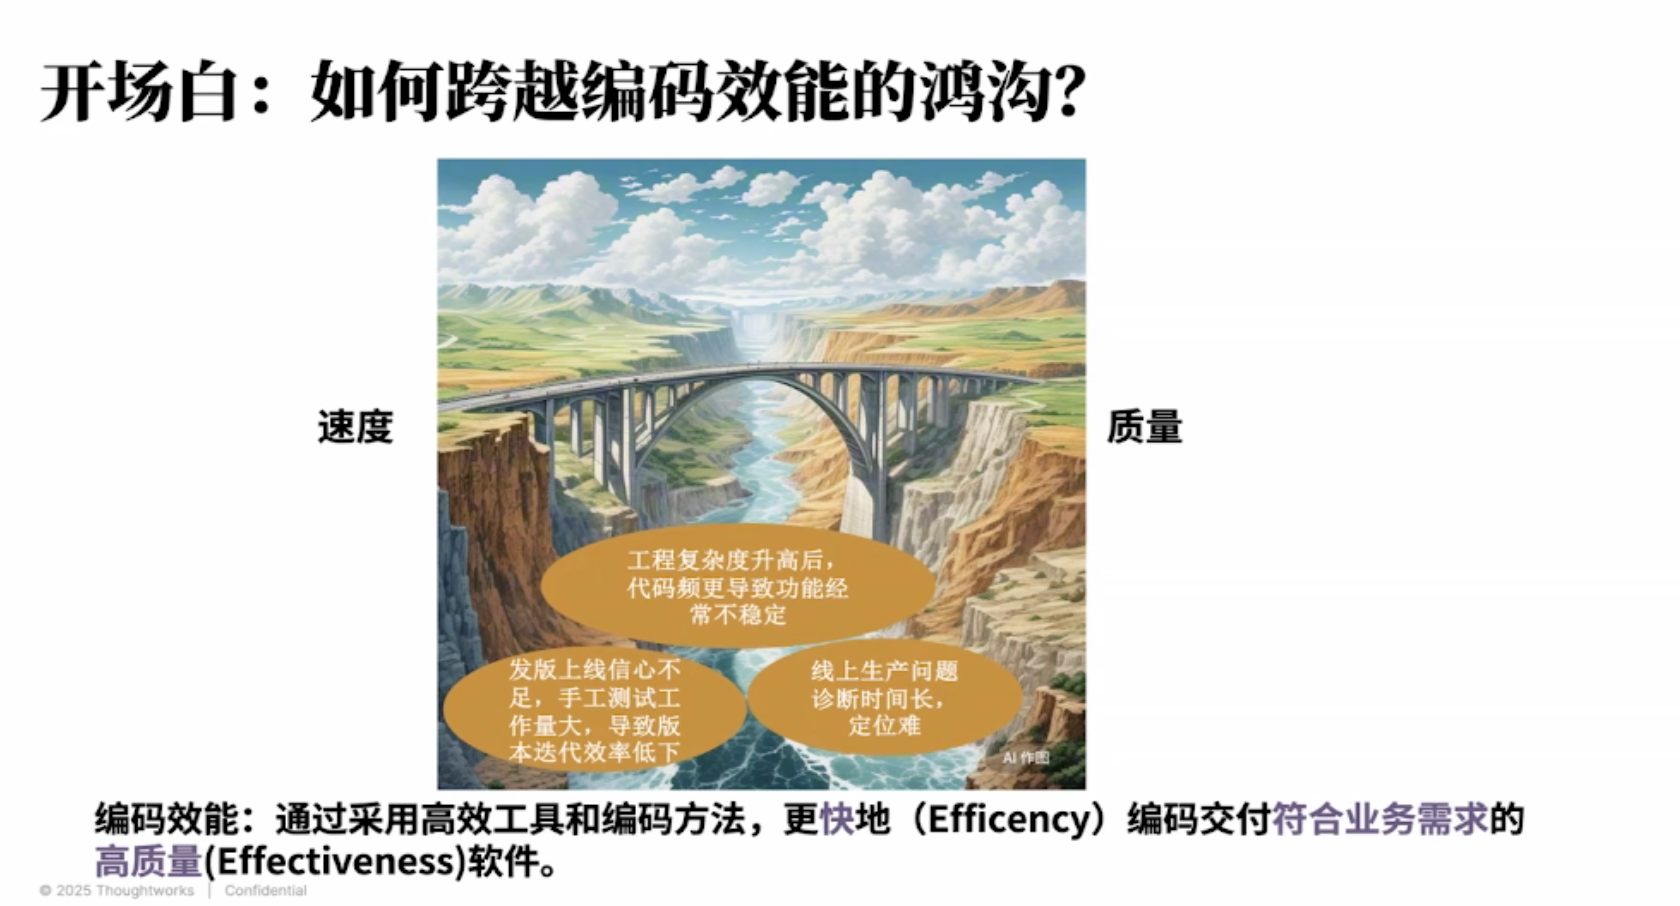 开场白：如何跨越编码效能的鸿沟？
速度
质量
工程复杂度升高后，
代码频更导致功能经
常不稳定
发版上线信心不
足，手工测试工
作量大，导致版
本迭代效率低下
线上生产问题
诊断时间长，
定位难
AI 作图
编码效能：通过采用高效工具和编码方法，更快地（Efficency）编码交付符合业务需求的
高质量(Effectiveness)软件。
© 2025 Thoughtworks | Confidential